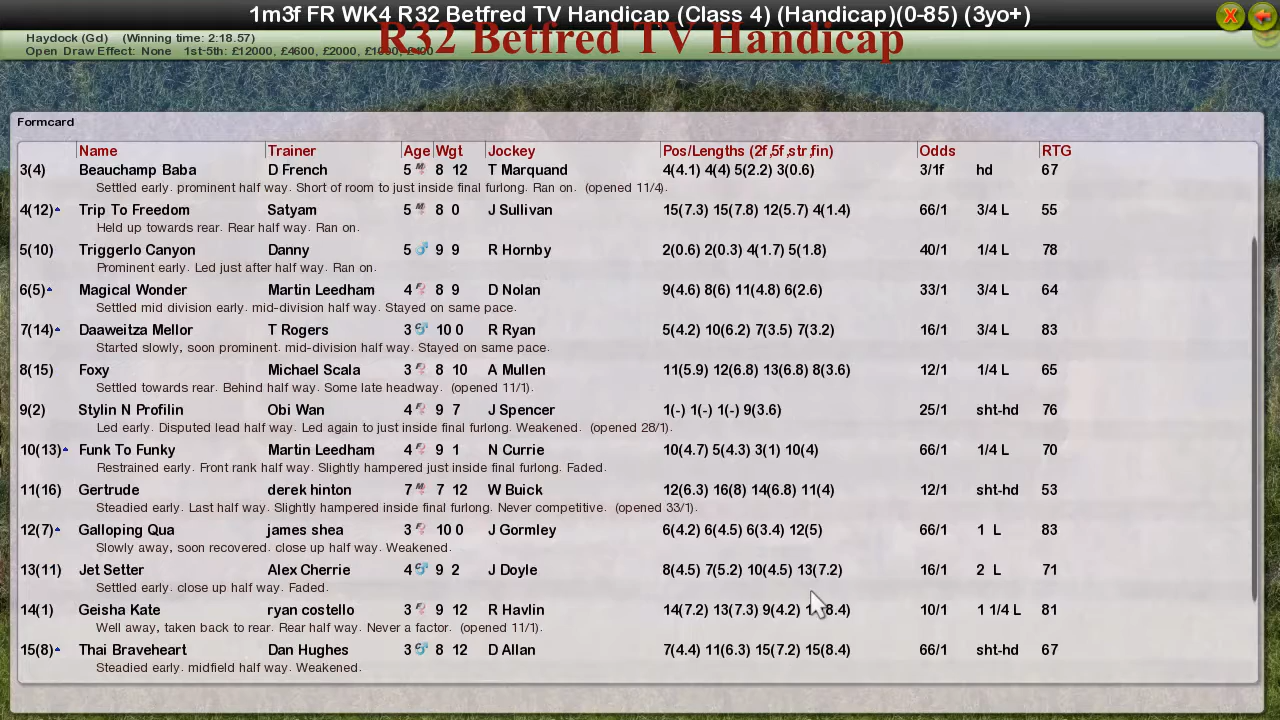 1m3f FR WK4 R32 Betfred TV Handicap (Class 4) (Handicap)(0-85) (3yo+)
R32 Betfred TV Handicap
Haydock (Gd) (Winning time: 2:18.57)
Open Draw Effect: None 1st-5th: £12000, £4600, £2000, £1000, £400
Formcard
Name Trainer Age Wgt Jockey Pos/Lengths (2f,5f,str,fin) Odds RTG
3(4) Beauchamp Baba D French 5 8 12 T Marquand 4(4.1) 4(4) 5(2.2) 3(0.6) 3/1f hd 67
Settled early. prominent half way. Short of room to just inside final furlong. Ran on. (opened 11/4).
4(12) Trip To Freedom Satyam 5 8 0 J Sullivan 15(7.3) 15(7.8) 12(5.7) 4(1.4) 66/1 3/4 L 55
Held up towards rear. Rear half way. Ran on.
5(10) Triggerlo Canyon Danny 5 9 9 R Hornby 2(0.6) 2(0.3) 4(1.7) 5(1.8) 40/1 1/4 L 78
Prominent early. Led just after half way. Ran on.
6(5) Magical Wonder Martin Leedham 4 8 9 D Nolan 9(4.6) 8(6) 11(4.8) 6(2.6) 33/1 3/4 L 64
Settled mid division early. mid-division half way. Stayed on same pace.
7(14) Daaweitza Mellor T Rogers 3 10 0 R Ryan 5(4.2) 10(6.2) 7(3.5) 7(3.2) 16/1 3/4 L 83
Started slowly, soon prominent. mid-division half way. Stayed on same pace.
8(15) Foxy Michael Scala 3 8 10 A Mullen 11(5.9) 12(6.8) 13(6.8) 8(3.6) 12/1 1/4 L 65
Settled towards rear. Behind half way. Some late headway. (opened 11/1).
9(2) Stylin N Profilin Obi Wan 4 9 7 J Spencer 1(-) 1(-) 1(-) 9(3.6) 25/1 sht-hd 76
Led early. Disputed lead half way. Led again to just inside final furlong. Weakened. (opened 28/1).
10(13) Funk To Funky Martin Leedham 4 9 1 N Currie 10(4.7) 5(4.3) 3(1) 10(4) 66/1 1/4 L 70
Restrained early. Front rank half way. Slightly hampered just inside final furlong. Faded.
11(16) Gertrude derek hinton 7 7 12 W Buick 12(6.3) 16(8) 14(6.8) 11(4) 12/1 sht-hd 53
Steadied early. Last half way. Slightly hampered inside final furlong. Never competitive. (opened 33/1).
12(7) Galloping Qua james shea 3 10 0 J Gormley 6(4.2) 6(4.5) 6(3.4) 12(5) 66/1 1 L 83
Slowly away, soon recovered. close up half way. Weakened.
13(11) Jet Setter Alex Cherrie 4 9 2 J Doyle 8(4.5) 7(5.2) 10(4.5) 13(7.2) 16/1 2 L 71
Settled early. close up half way. Faded.
14(1) Geisha Kate ryan costello 3 9 12 R Havlin 14(7.2) 13(7.3) 9(4.2) 8.4) 10/1 1 1/4 L 81
Well away, taken back to rear. Rear half way. Never a factor. (opened 11/1).
15(8) Thai Braveheart Dan Hughes 3 8 12 D Allan 7(4.4) 11(6.3) 15(7.2) 15(8.4) 66/1 sht-hd 67
Steadied early. midfield half way. Weakened.